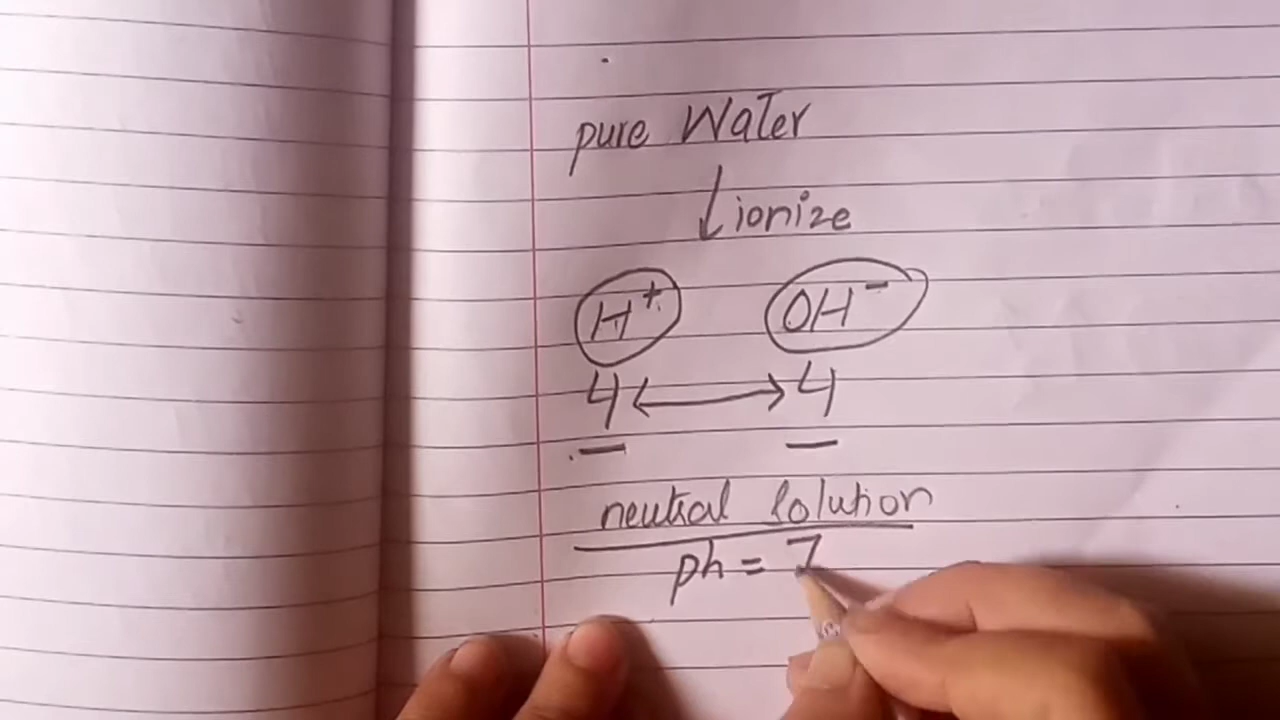 pure Water
↓ ionize
H⁺ OH⁻
4 ↔ 4
neutral solution
ph = 7